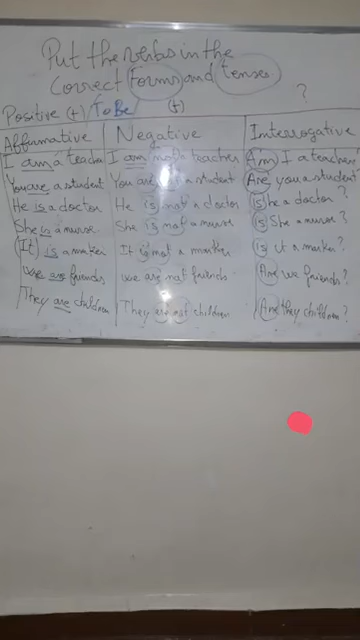 Put the verbs in the
Correct Forms and tenses.
?
Positive (+) To Be (+)
Affirmative Negative Interrogative
I am a teacher I am not a teacher Am I a teacher?
You are a student You are not a student Are you a student?
He is a doctor He is not a doctor Is he a doctor?
She is a nurse. She is not a nurse Is She a nurse?
(It) is a marker It is not a marker Is it a marker?
we are friends we are not friends Are we friends?
They are children They are not children Are they children?